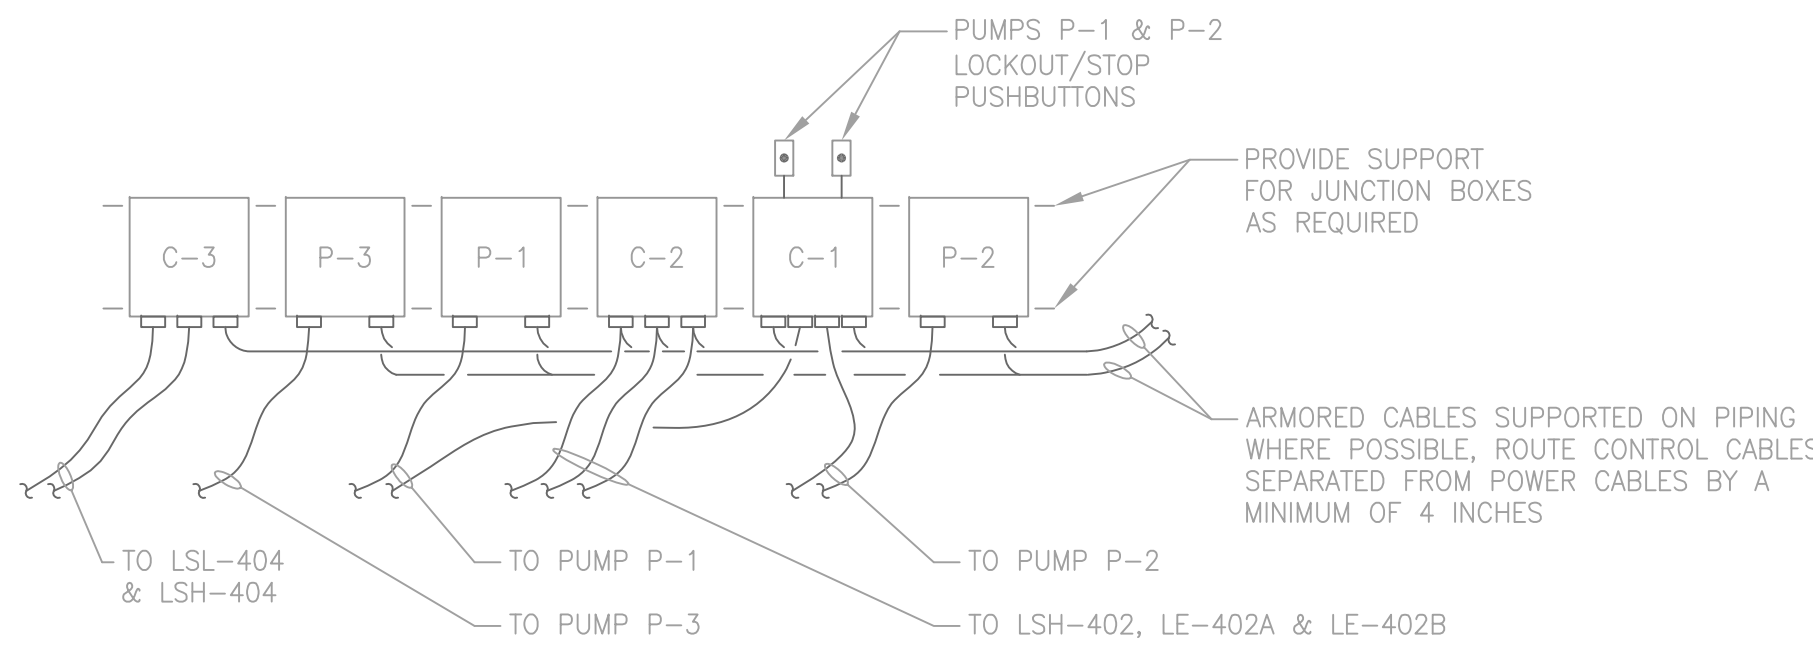 PUMPS P-1 & P-2
LOCKOUT/STOP
PUSHBUTTONS
PROVIDE SUPPORT
FOR JUNCTION BOXES
AS REQUIRED
C-3
P-3
P-1
C-2
C-1
P-2
ARMORED CABLES SUPPORTED ON PIPING
WHERE POSSIBLE, ROUTE CONTROL CABLES
SEPARATED FROM POWER CABLES BY A
MINIMUM OF 4 INCHES
TO LSL-404
& LSH-404
TO PUMP P-1
TO PUMP P-2
TO PUMP P-3
TO LSH-402, LE-402A & LE-402B